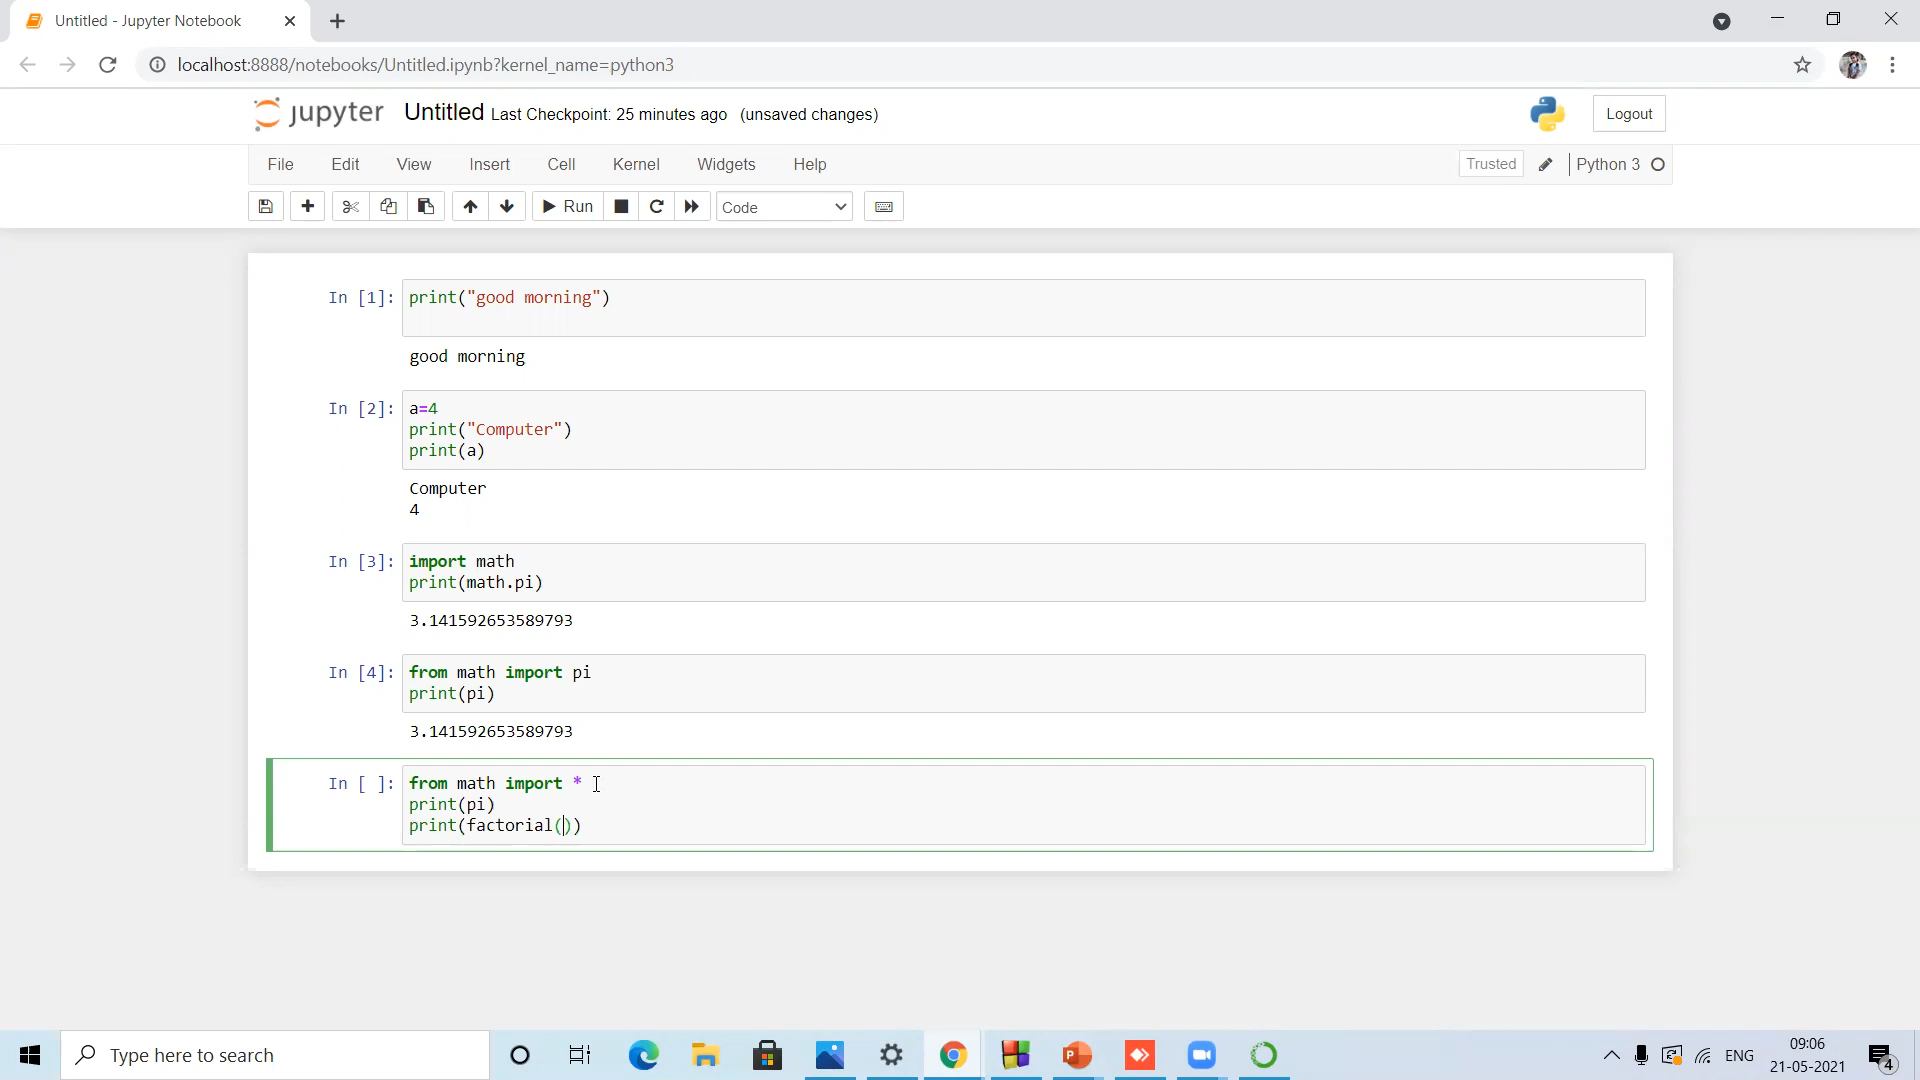 Untitled - Jupyter Notebook
localhost:8888/notebooks/Untitled.ipynb?kernel_name=python3
jupyter Untitled Last Checkpoint: 25 minutes ago (unsaved changes)
Logout
File Edit View Insert Cell Kernel Widgets Help
Trusted
Python 3
Run
Code
In [1]: print("good morning")
good morning
In [2]: a=4
print("Computer")
print(a)
Computer
4
In [3]: import math
print(math.pi)
3.141592653589793
In [4]: from math import pi
print(pi)
3.141592653589793
In [ ]: from math import *
print(pi)
print(factorial())
Type here to search
ENG
09:06
21-05-2021
4